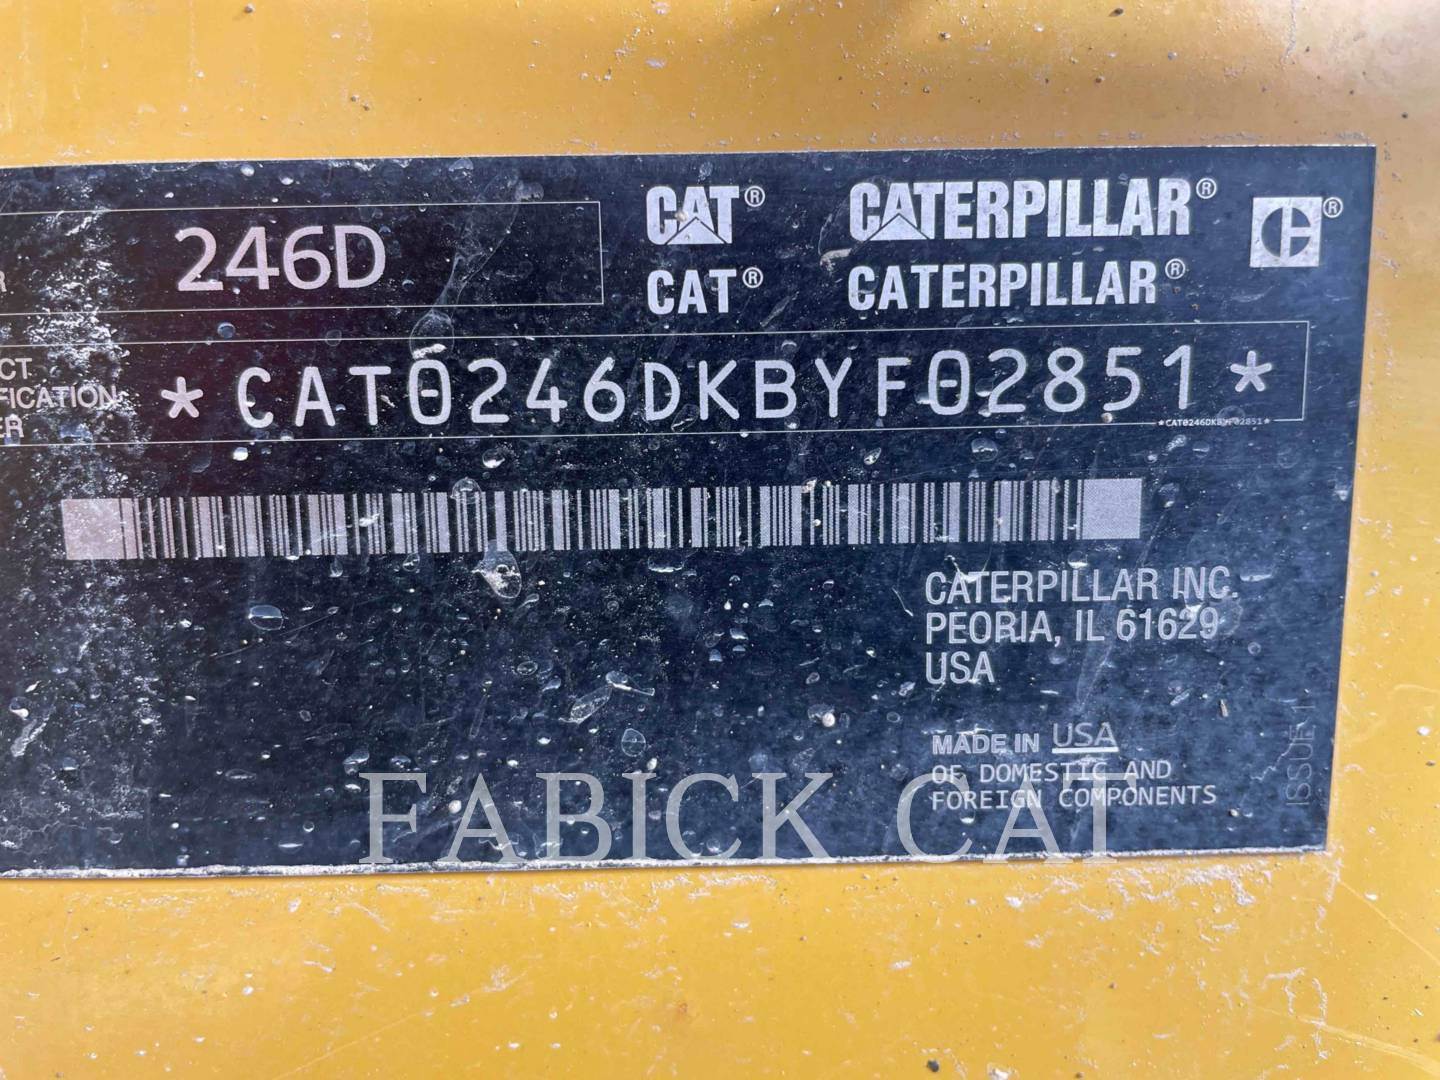 246D
CAT® CATERPILLAR® ®
CAT® CATERPILLAR®
*CAT0246DKBYF02851*
*CAT0246DKBYF02851*
CATERPILLAR INC.
PEORIA, IL 61629
USA
MADE IN USA
OF DOMESTIC AND
FOREIGN COMPONENTS
ISSUE 1
FABICK CAT